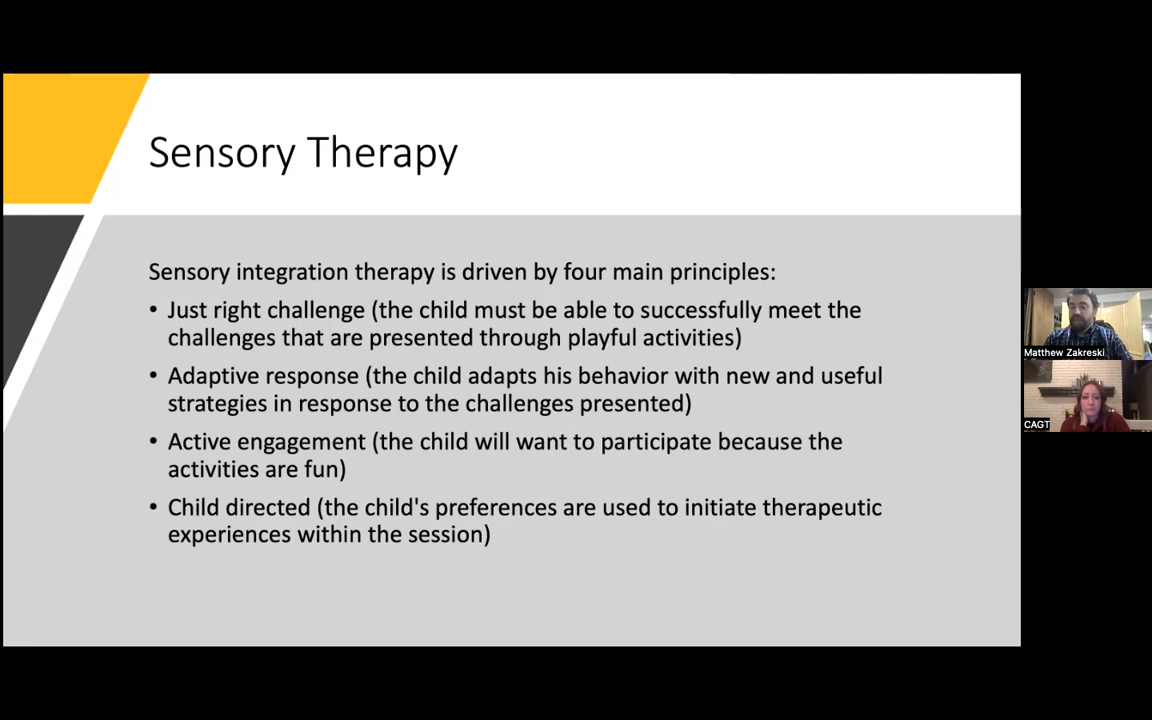 Sensory Therapy
Sensory integration therapy is driven by four main principles:
• Just right challenge (the child must be able to successfully meet the
challenges that are presented through playful activities)
• Adaptive response (the child adapts his behavior with new and useful
strategies in response to the challenges presented)
• Active engagement (the child will want to participate because the
activities are fun)
• Child directed (the child's preferences are used to initiate therapeutic
experiences within the session)
Matthew Zakreski
CAGT